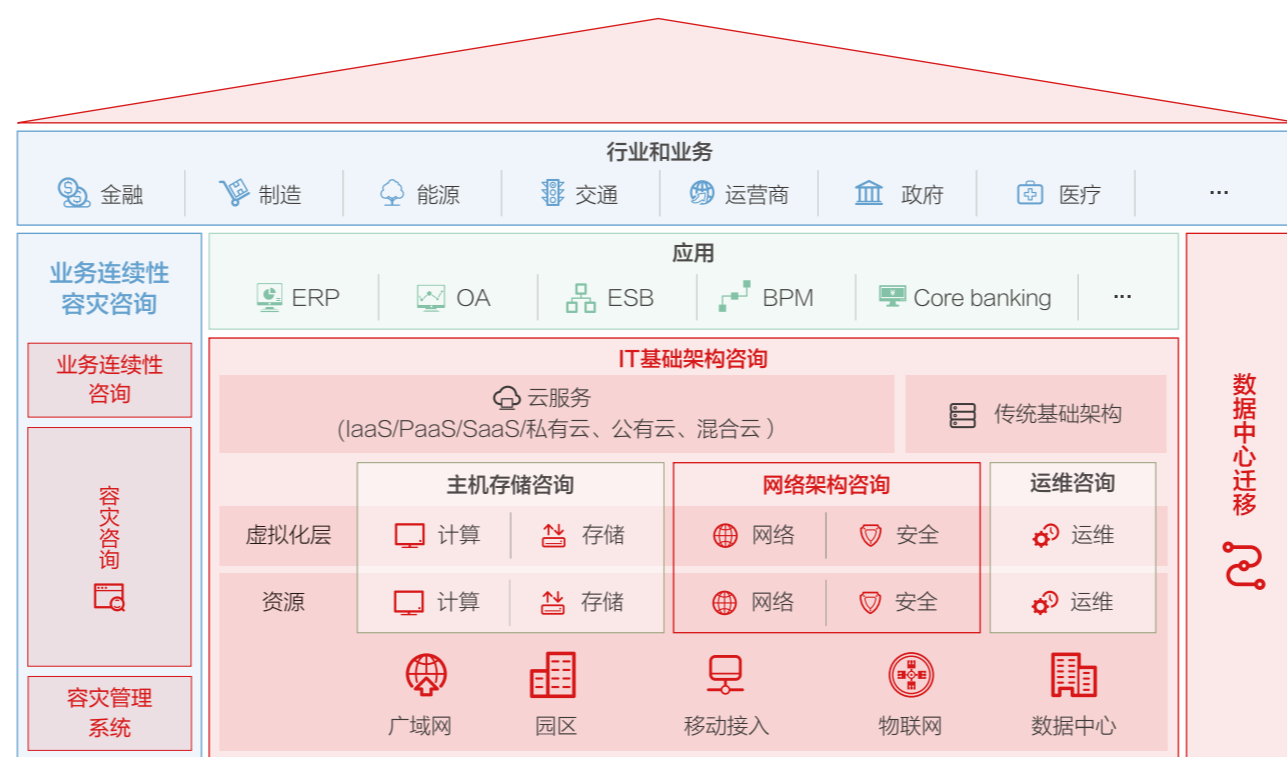 行业和业务
金融
制造
能源
交通
运营商
政府
医疗
...
业务连续性
容灾咨询
业务连续性
咨询
容灾咨询
容灾管理
系统
应用
ERP
OA
ESB
BPM
Core banking
...
IT基础架构咨询
云服务
(IaaS/PaaS/SaaS/私有云、公有云、混合云 )
传统基础架构
主机存储咨询
网络架构咨询
运维咨询
虚拟化层
计算
存储
网络
安全
运维
资源
计算
存储
网络
安全
运维
广域网
园区
移动接入
物联网
数据中心
数据中心迁移